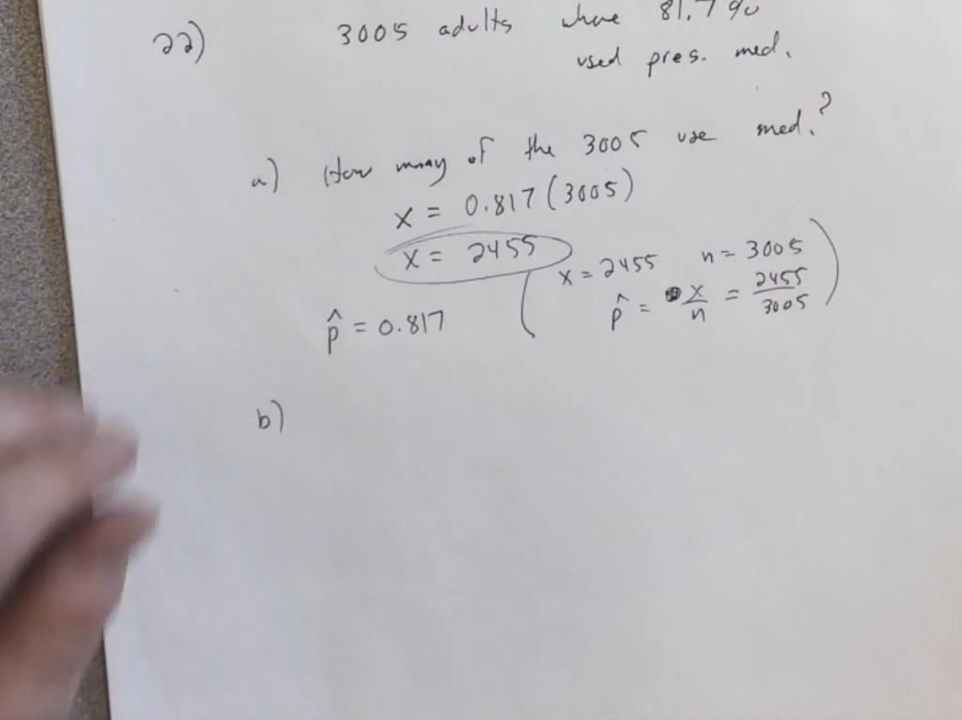 22) 3005 adults where 81.7%
used pres. med.
a) How many of the 3005 use med.?
x = 0.817(3005)
x = 2455
( x = 2455 n = 3005
p̂ = 0.817
p̂ = x/n = 2455/3005 )
b)